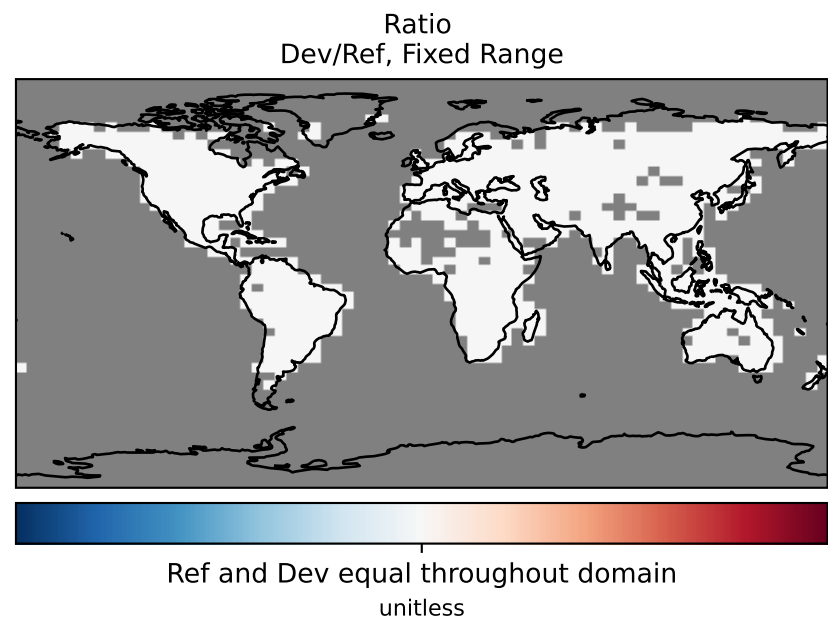 Ratio
Dev/Ref, Fixed Range
Ref and Dev equal throughout domain
unitless